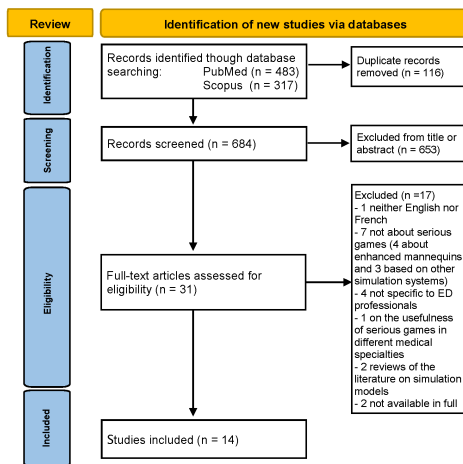 Review
Identification of new studies via databases
Identification
Records identified though database
searching: PubMed (n = 483)
Scopus (n = 317)
Duplicate records
removed (n = 116)
Screening
Records screened (n = 684)
Excluded from title or
abstract (n = 653)
Eligibility
Full-text articles assessed for
eligibility (n = 31)
Excluded (n =17)
- 1 neither English nor
French
- 7 not about serious
games (4 about
enhanced mannequins
and 3 based on other
simulation systems)
- 4 not specific to ED
professionals
- 1 on the usefulness
of serious games in
different medical
specialties
- 2 reviews of the
literature on simulation
models
- 2 not available in full
Included
Studies included (n = 14)